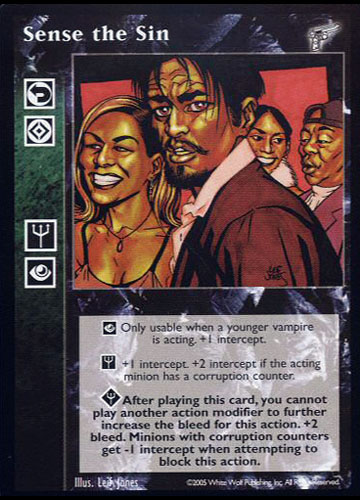 Sense the Sin
LEIF
JONES
Only usable when a younger vampire
is acting. +1 intercept.
+1 intercept. +2 intercept if the acting
minion has a corruption counter.
After playing this card, you cannot
play another action modifier to further
increase the bleed for this action. +2
bleed. Minions with corruption counters
get -1 intercept when attempting to
block this action.
Illus. Leif Jones
©2005 White Wolf Publishing, Inc. All Rights Reserved.